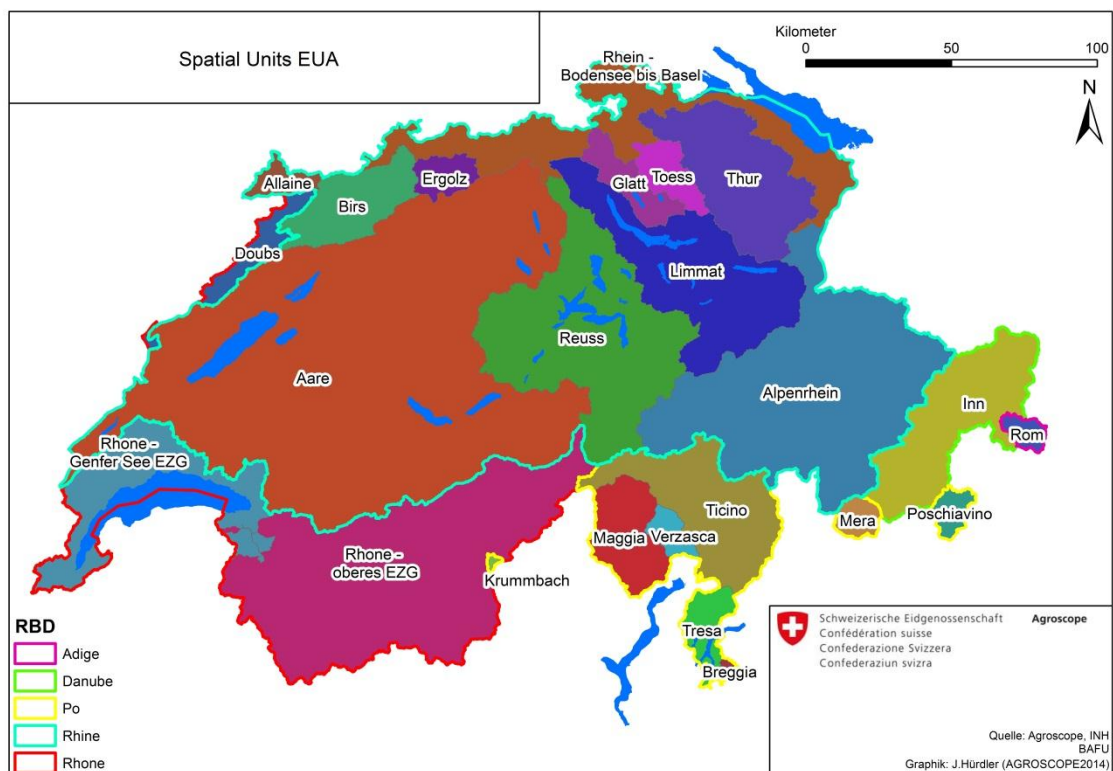 Spatial Units EUA
Kilometer
0 50 100
N
Rhein -
Bodensee bis Basel
Allaine
Birs
Ergolz
Glatt
Toess
Thur
Doubs
Limmat
Reuss
Aare
Alpenrhein
Inn
Rom
Rhone -
Genfer See EZG
Mera
Poschiavino
Ticino
Maggia
Verzasca
Rhone -
oberes EZG
Krummbach
Tresa
Breggia
RBD
Adige
Danube
Po
Rhine
Rhone
Schweizerische Eidgenossenschaft
Confédération suisse
Confederazione Svizzera
Confederaziun svizra
Agroscope
Quelle: Agroscope, INH
BAFU
Graphik: J.Hürdler (AGROSCOPE2014)